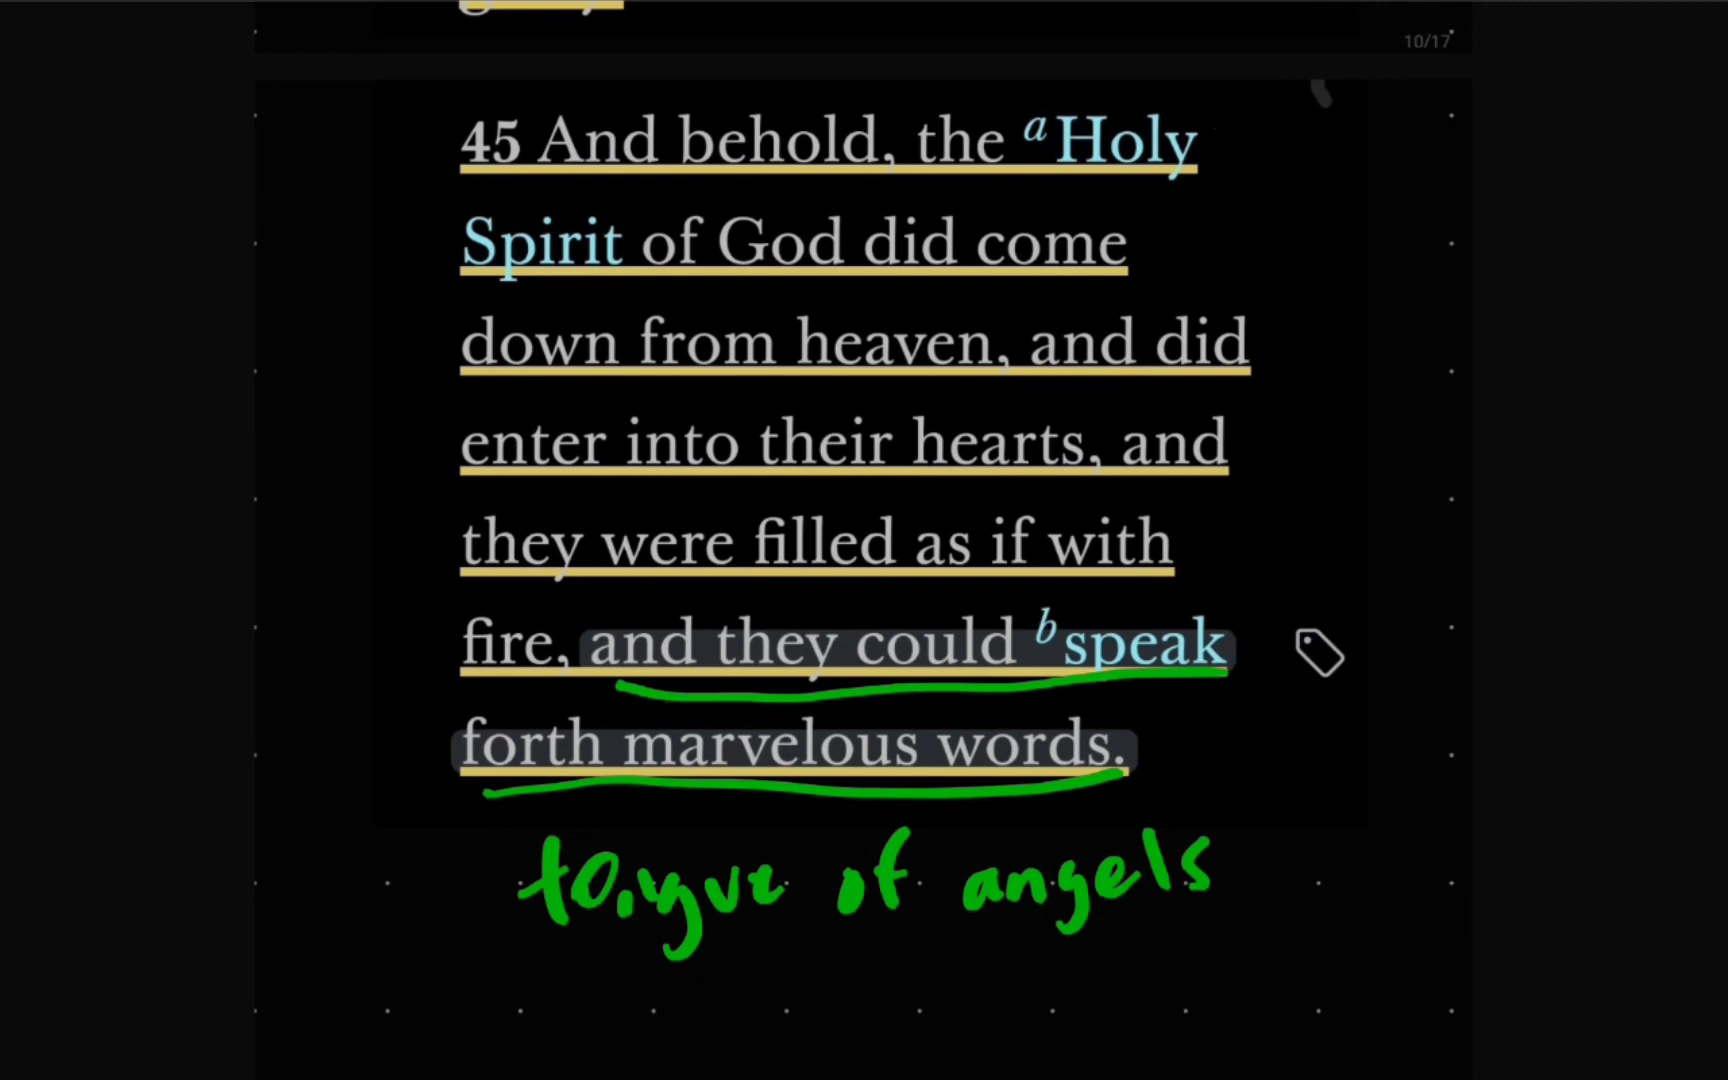 10/17
45 And behold, the a Holy
Spirit of God did come
down from heaven, and did
enter into their hearts, and
they were filled as if with
fire, and they could b speak
forth marvelous words.
tongue of angels